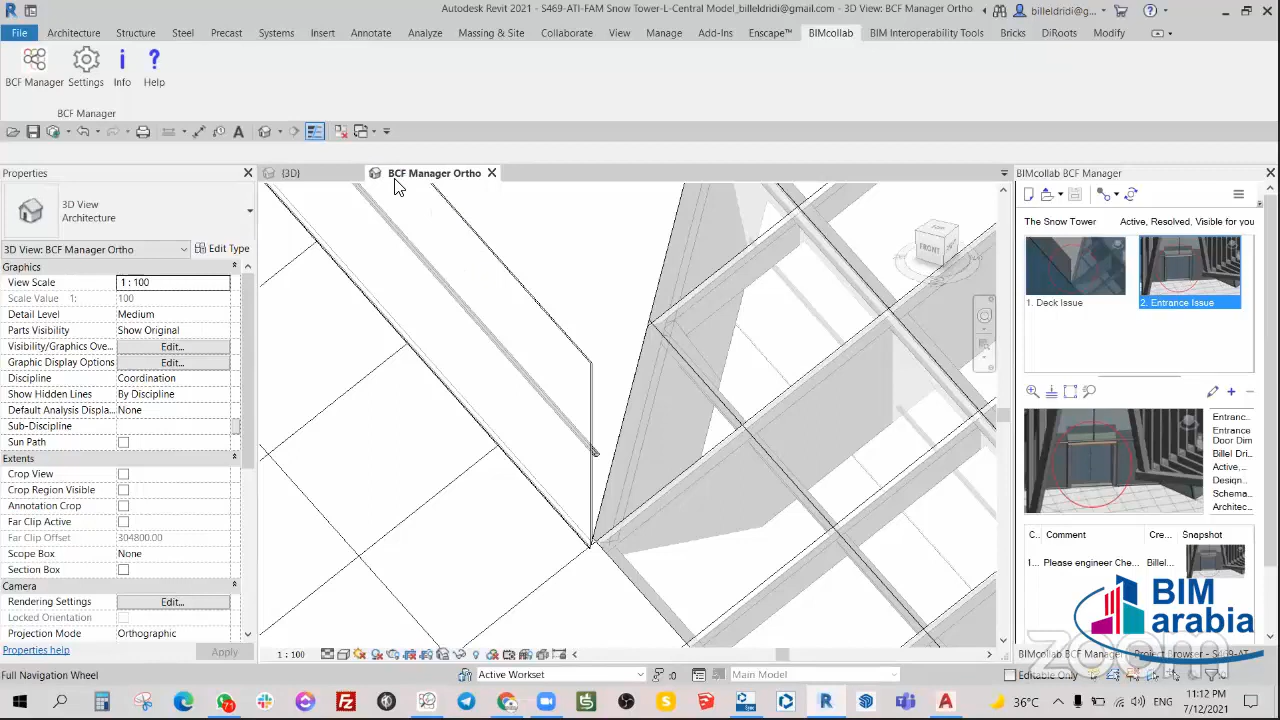 Autodesk Revit 2021 - S469-ATI-FAM Snow Tower-L-Central Model_billeldridi@gmail.com - 3D View: BCF Manager Ortho
billeldridi@g...
File Architecture Structure Steel Precast Systems Insert Annotate Analyze Massing & Site Collaborate View Manage Add-Ins Enscape™ BIMcollab BIM Interoperability Tools Bricks DiRoots Modify
BCF Manager Settings Info Help
BCF Manager
Properties
{3D}
BCF Manager Ortho
BIMcollab BCF Manager
3D View
Architecture
The Snow Tower Active, Resolved, Visible for you
3D View: BCF Manager Ortho
Edit Type
FRONT
Graphics
View Scale 1 : 100
Scale Value 1: 100
Detail Level Medium
Parts Visibility Show Original
Visibility/Graphics Ove... Edit...
Graphic Display Options Edit...
Discipline Coordination
Show Hidden Lines By Discipline
Default Analysis Displa... None
Sub-Discipline
Sun Path
Extents
Crop View
Crop Region Visible
Annotation Crop
Far Clip Active
Far Clip Offset 304800.00
Scope Box None
Section Box
Camera
Rendering Settings Edit...
Locked Orientation
Projection Mode Orthographic
Properties help
Apply
1. Deck Issue
2. Entrance Issue
Entranc...
Entrance
Door Dim
Billel Dri...
Active,...
Design...
Schema...
Architec...
C.. Comment Cre... Snapshot
1... Please engineer Che... Billel...
BIM
arabia
zoom
1 : 100
BIMcollab BCF Manager
Project Browser - S469-AT
Full Navigation Wheel
Active Workset
:0
Main Model
Editable Only
36°C
ENG
11:12 PM
7/12/2021